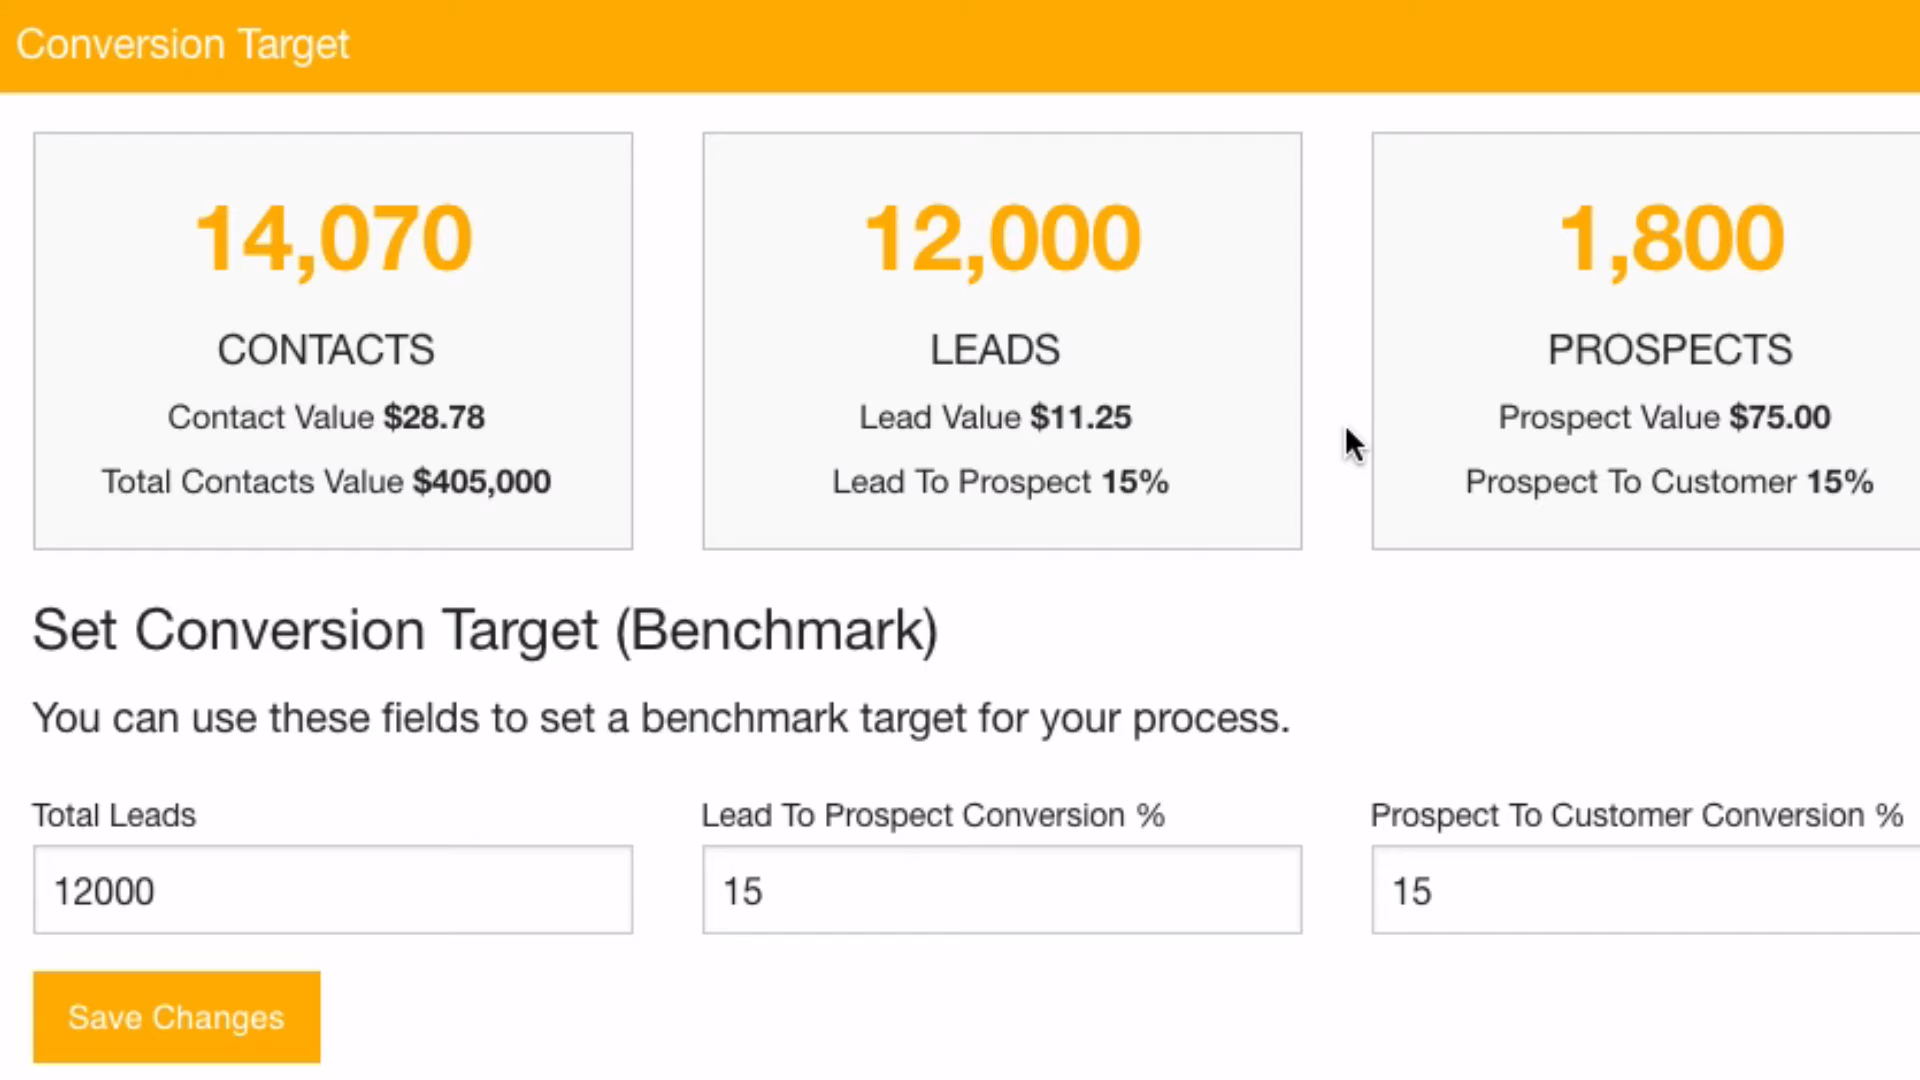 Conversion Target
14,070
CONTACTS
Contact Value $28.78
Total Contacts Value $405,000
12,000
LEADS
Lead Value $11.25
Lead To Prospect 15%
1,800
PROSPECTS
Prospect Value $75.00
Prospect To Customer 15%
Set Conversion Target (Benchmark)
You can use these fields to set a benchmark target for your process.
Total Leads
12000
Lead To Prospect Conversion %
15
Prospect To Customer Conversion %
15
Save Changes